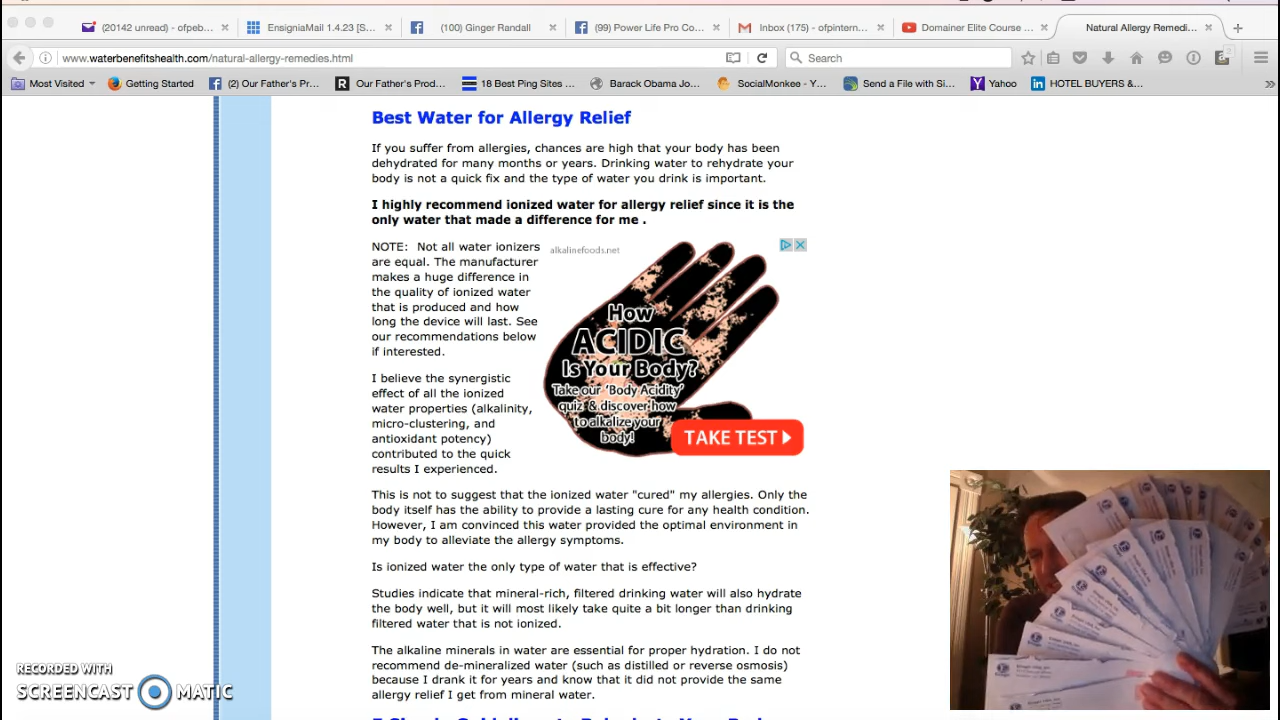 (20142 unread) - ofpeb...
EnsigniaMail 1.4.23 [S...
(100) Ginger Randall
(99) Power Life Pro Co...
Inbox (175) - ofpintern...
Domainer Elite Course ...
Natural Allergy Remedi...
www.waterbenefitshealth.com/natural-allergy-remedies.html
Search
Most Visited
Getting Started
(2) Our Father's Pr...
Our Father's Prod...
18 Best Ping Sites ...
Barack Obama Jo...
SocialMonkee - Y...
Send a File with Si...
Yahoo
HOTEL BUYERS &...
Best Water for Allergy Relief
If you suffer from allergies, chances are high that your body has been
dehydrated for many months or years. Drinking water to rehydrate your
body is not a quick fix and the type of water you drink is important.
I highly recommend ionized water for allergy relief since it is the
only water that made a difference for me .
NOTE: Not all water ionizers
are equal. The manufacturer
makes a huge difference in
the quality of ionized water
that is produced and how
long the device will last. See
our recommendations below
if interested.
I believe the synergistic
effect of all the ionized
water properties (alkalinity,
micro-clustering, and
antioxidant potency)
contributed to the quick
results I experienced.
alkalinefoods.net
How
ACIDIC
Is Your Body?
Take our 'Body Acidity'
quiz & discover how
to alkalize your
body!
TAKE TEST
This is not to suggest that the ionized water "cured" my allergies. Only the
body itself has the ability to provide a lasting cure for any health condition.
However, I am convinced this water provided the optimal environment in
my body to alleviate the allergy symptoms.
Is ionized water the only type of water that is effective?
Studies indicate that mineral-rich, filtered drinking water will also hydrate
the body well, but it will most likely take quite a bit longer than drinking
filtered water that is not ionized.
The alkaline minerals in water are essential for proper hydration. I do not
recommend de-mineralized water (such as distilled or reverse osmosis)
because I drank it for years and know that it did not provide the same
allergy relief I get from mineral water.
RECORDED WITH
SCREENCAST MATIC